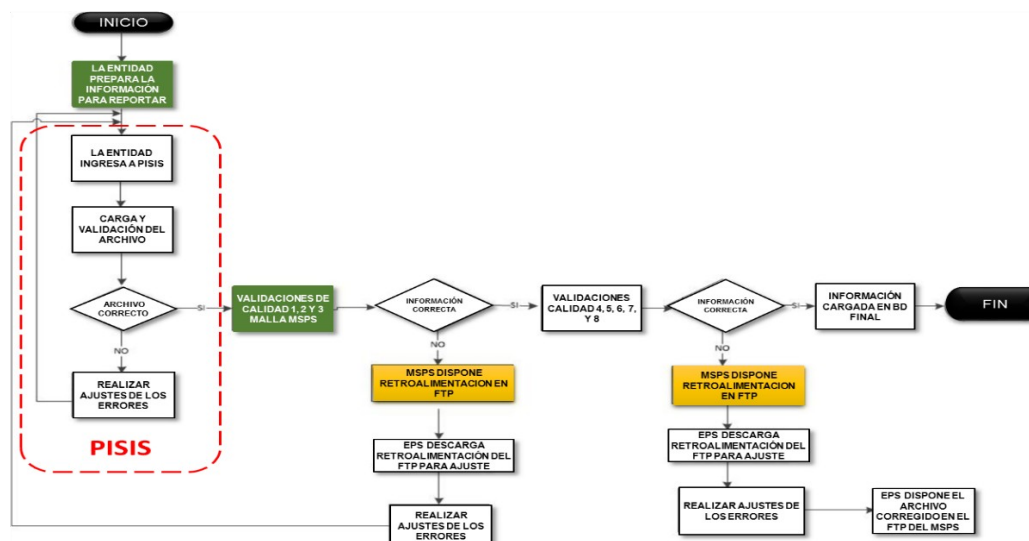 INICIO
LA ENTIDAD
PREPARA LA
INFORMACIÓN
PARA REPORTAR
LA ENTIDAD
INGRESA A PISIS
CARGA Y
VALIDACIÓN DEL
ARCHIVO
ARCHIVO
CORRECTO
SI
NO
REALIZAR
AJUSTES DE LOS
ERRORES
PISIS
VALIDACIONES DE
CALIDAD 1, 2 Y 3
MALLA MSPS
INFORMACIÓN
CORRECTA
SI
NO
MSPS DISPONE
RETROALIMENTACION EN
FTP
EPS DESCARGA
RETROALIMENTACIÓN DEL
FTP PARA AJUSTE
REALIZAR
AJUSTES DE LOS
ERRORES
VALIDACIONES
CALIDAD 4, 5, 6, 7,
Y 8
INFORMACIÓN
CORRECTA
SI
NO
MSPS DISPONE
RETROALIMENTACION
EN FTP
EPS DESCARGA
RETROALIMENTACIÓN DEL
FTP PARA AJUSTE
REALIZAR AJUSTES DE
LOS ERRORES
EPS DISPONE EL
ARCHIVO
CORREGIDO EN EL
FTP DEL MSPS
INFORMACIÓN
CARGADA EN BD
FINAL
FIN